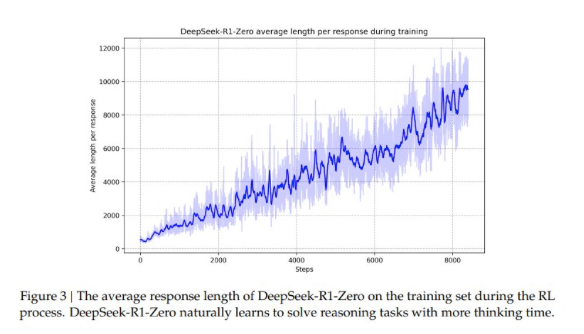 DeepSeek-R1-Zero average length per response during training
12000
10000
8000
6000
4000
2000
0
Average length per response
0
2000
4000
6000
8000
Steps
Figure 3 | The average response length of DeepSeek-R1-Zero on the training set during the RL
process. DeepSeek-R1-Zero naturally learns to solve reasoning tasks with more thinking time.